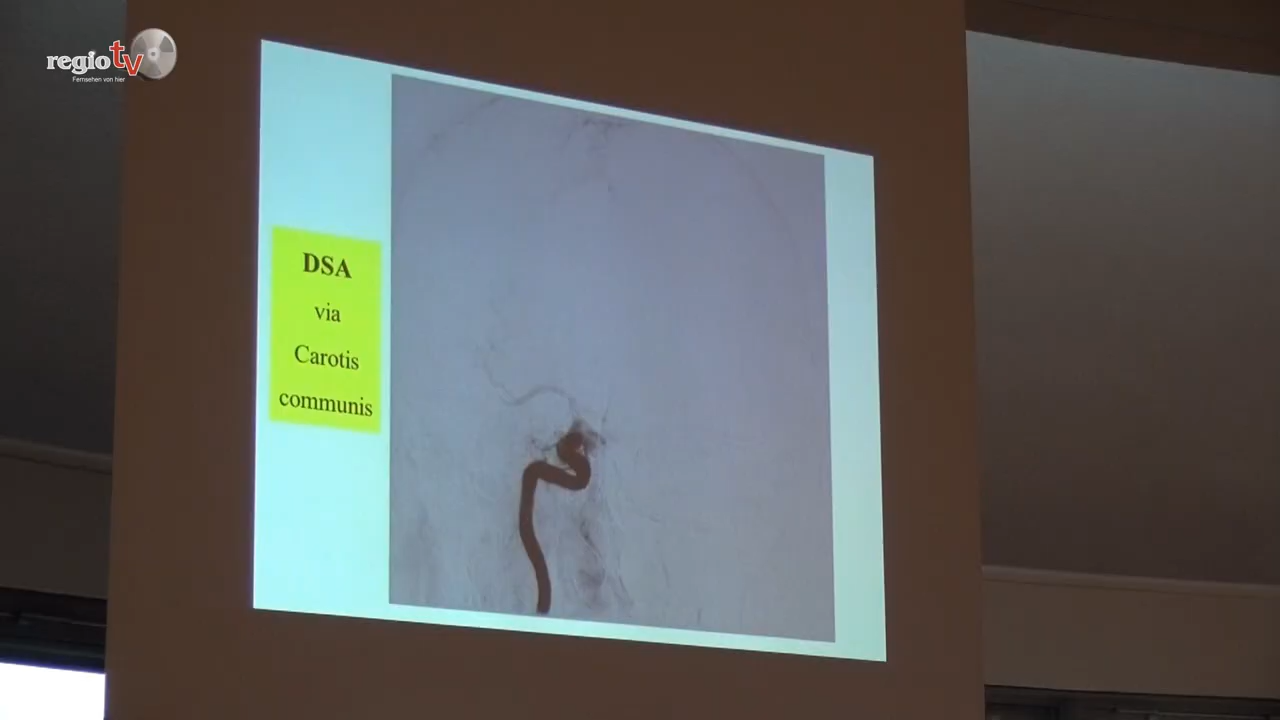 regio tv
Fernsehen von hier
DSA
via
Carotis
communis